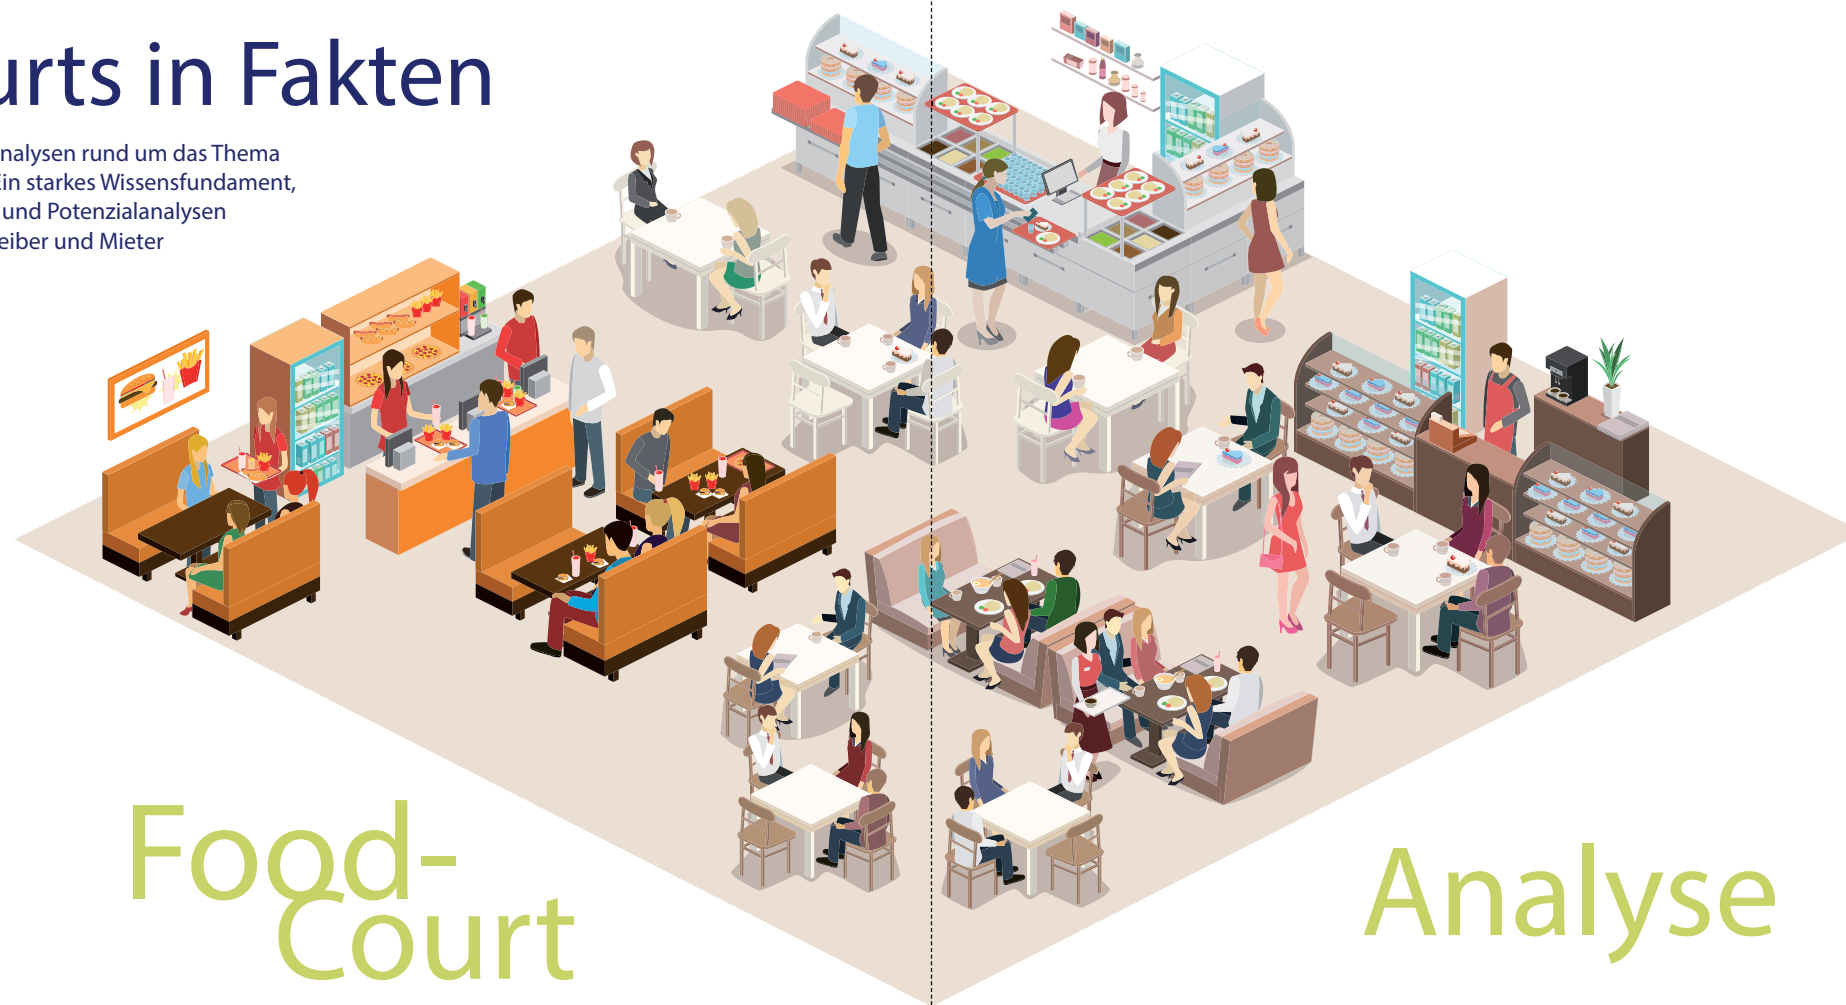 urts in Fakten
nalysen rund um das Thema
Ein starkes Wissensfundament,
und Potenzialanalysen
eiber und Mieter
Food-
Court
Analyse